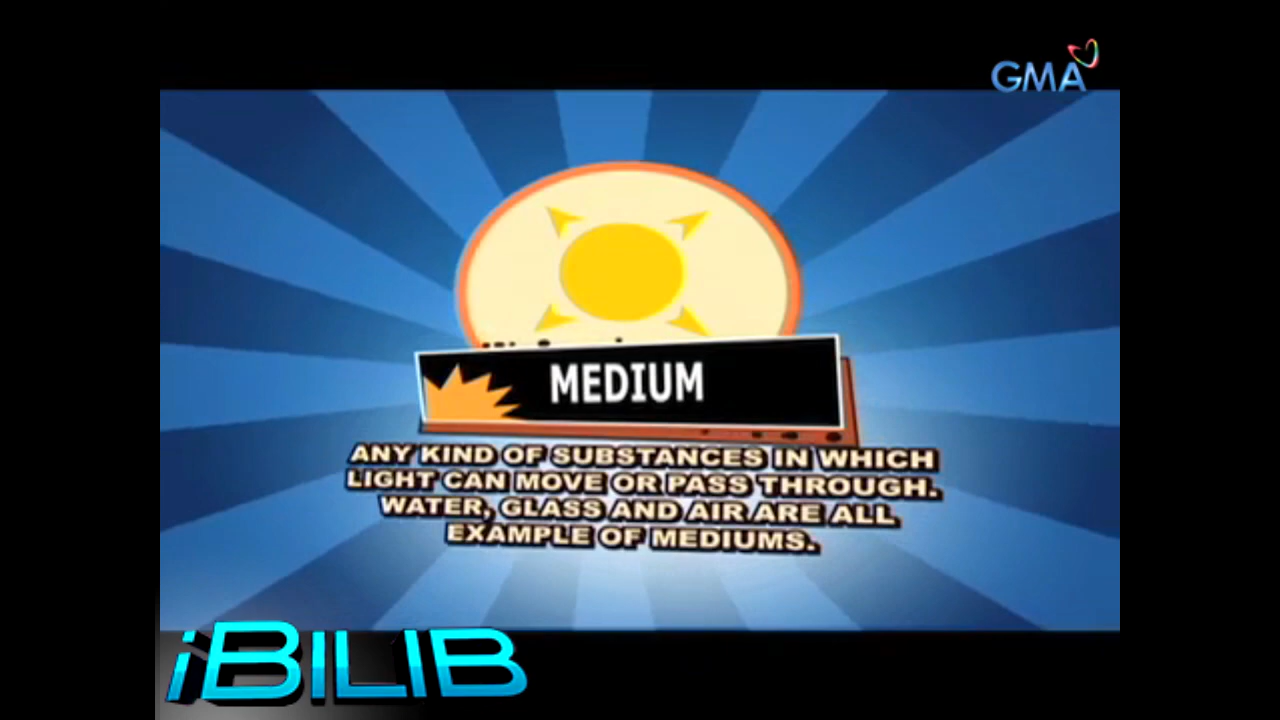 GMA
MEDIUM
ANY KIND OF SUBSTANCES IN WHICH
LIGHT CAN MOVE OR PASS THROUGH.
WATER, GLASS AND AIR ARE ALL
EXAMPLE OF MEDIUMS.
iBILIB